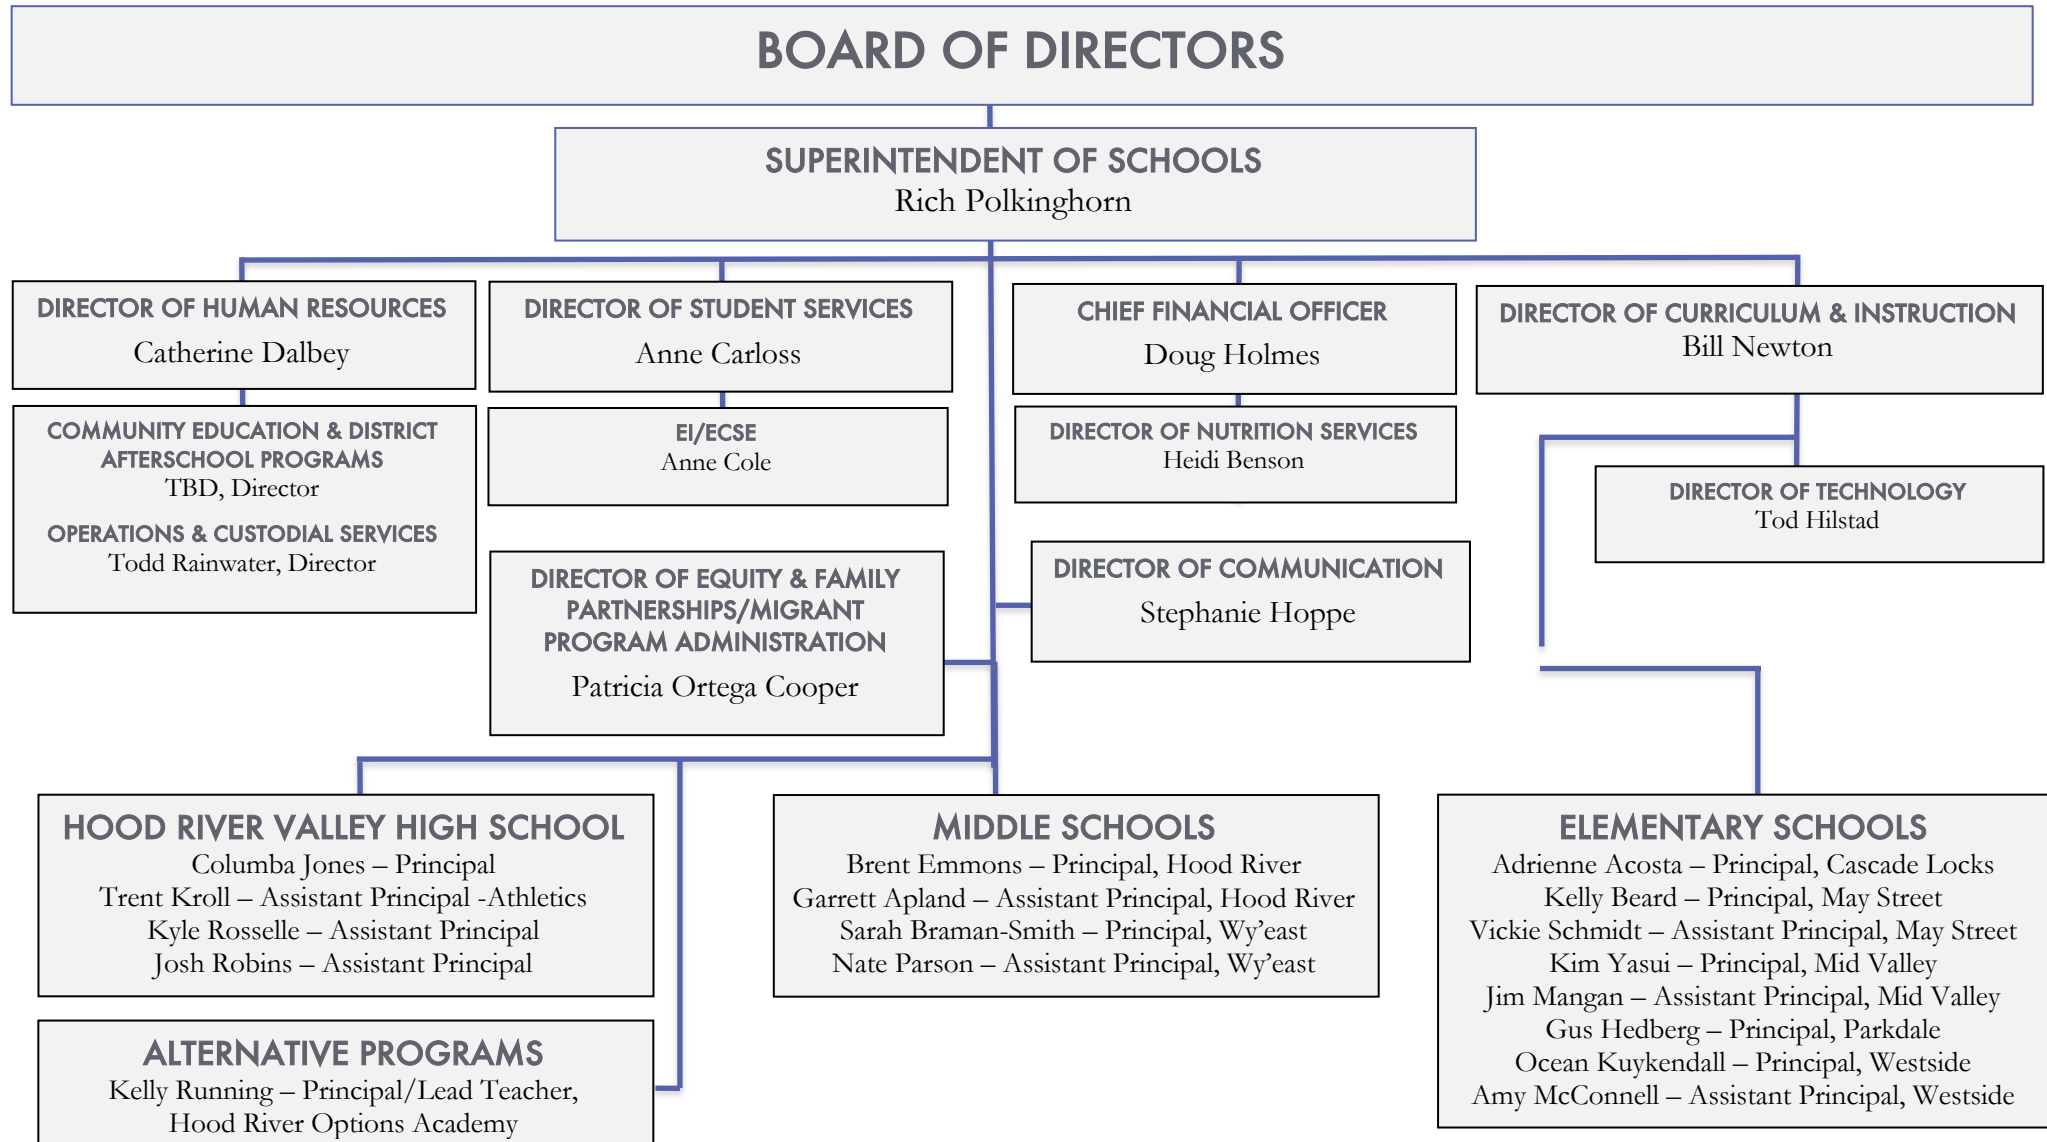 BOARD OF DIRECTORS
SUPERINTENDENT OF SCHOOLS
Rich Polkinghorn
DIRECTOR OF HUMAN RESOURCES
Catherine Dalbey
DIRECTOR OF STUDENT SERVICES
Anne Carloss
CHIEF FINANCIAL OFFICER
Doug Holmes
DIRECTOR OF CURRICULUM & INSTRUCTION
Bill Newton
COMMUNITY EDUCATION & DISTRICT
AFTERSCHOOL PROGRAMS
TBD, Director
OPERATIONS & CUSTODIAL SERVICES
Todd Rainwater, Director
EI/ECSE
Anne Cole
DIRECTOR OF NUTRITION SERVICES
Heidi Benson
DIRECTOR OF TECHNOLOGY
Tod Hilstad
DIRECTOR OF EQUITY & FAMILY
PARTNERSHIPS/MIGRANT
PROGRAM ADMINISTRATION
Patricia Ortega Cooper
DIRECTOR OF COMMUNICATION
Stephanie Hoppe
HOOD RIVER VALLEY HIGH SCHOOL
Columba Jones – Principal
Trent Kroll – Assistant Principal -Athletics
Kyle Rosselle – Assistant Principal
Josh Robins – Assistant Principal
MIDDLE SCHOOLS
Brent Emmons – Principal, Hood River
Garrett Apland – Assistant Principal, Hood River
Sarah Braman-Smith – Principal, Wy’east
Nate Parson – Assistant Principal, Wy’east
ELEMENTARY SCHOOLS
Adrienne Acosta – Principal, Cascade Locks
Kelly Beard – Principal, May Street
Vickie Schmidt – Assistant Principal, May Street
Kim Yasui – Principal, Mid Valley
Jim Mangan – Assistant Principal, Mid Valley
Gus Hedberg – Principal, Parkdale
Ocean Kuykendall – Principal, Westside
Amy McConnell – Assistant Principal, Westside
ALTERNATIVE PROGRAMS
Kelly Running – Principal/Lead Teacher,
Hood River Options Academy